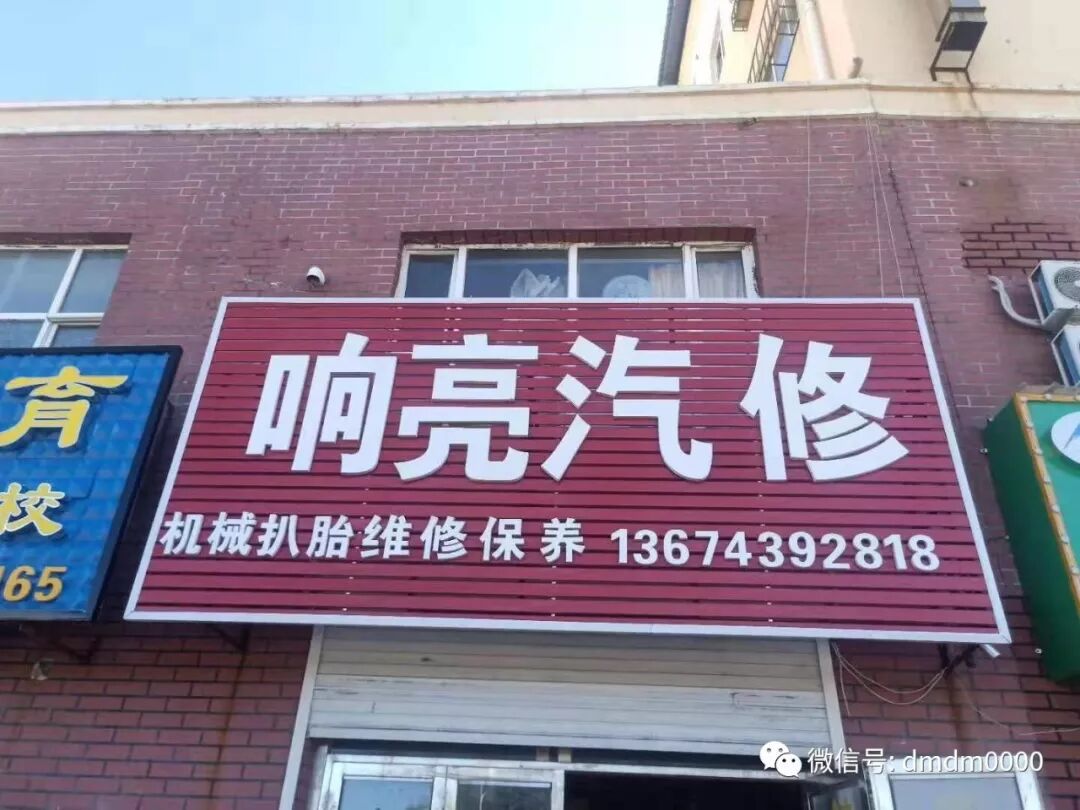 响亮汽修
机械扒胎维修保养 13674392818
育
校
165
微信号: dmdm0000